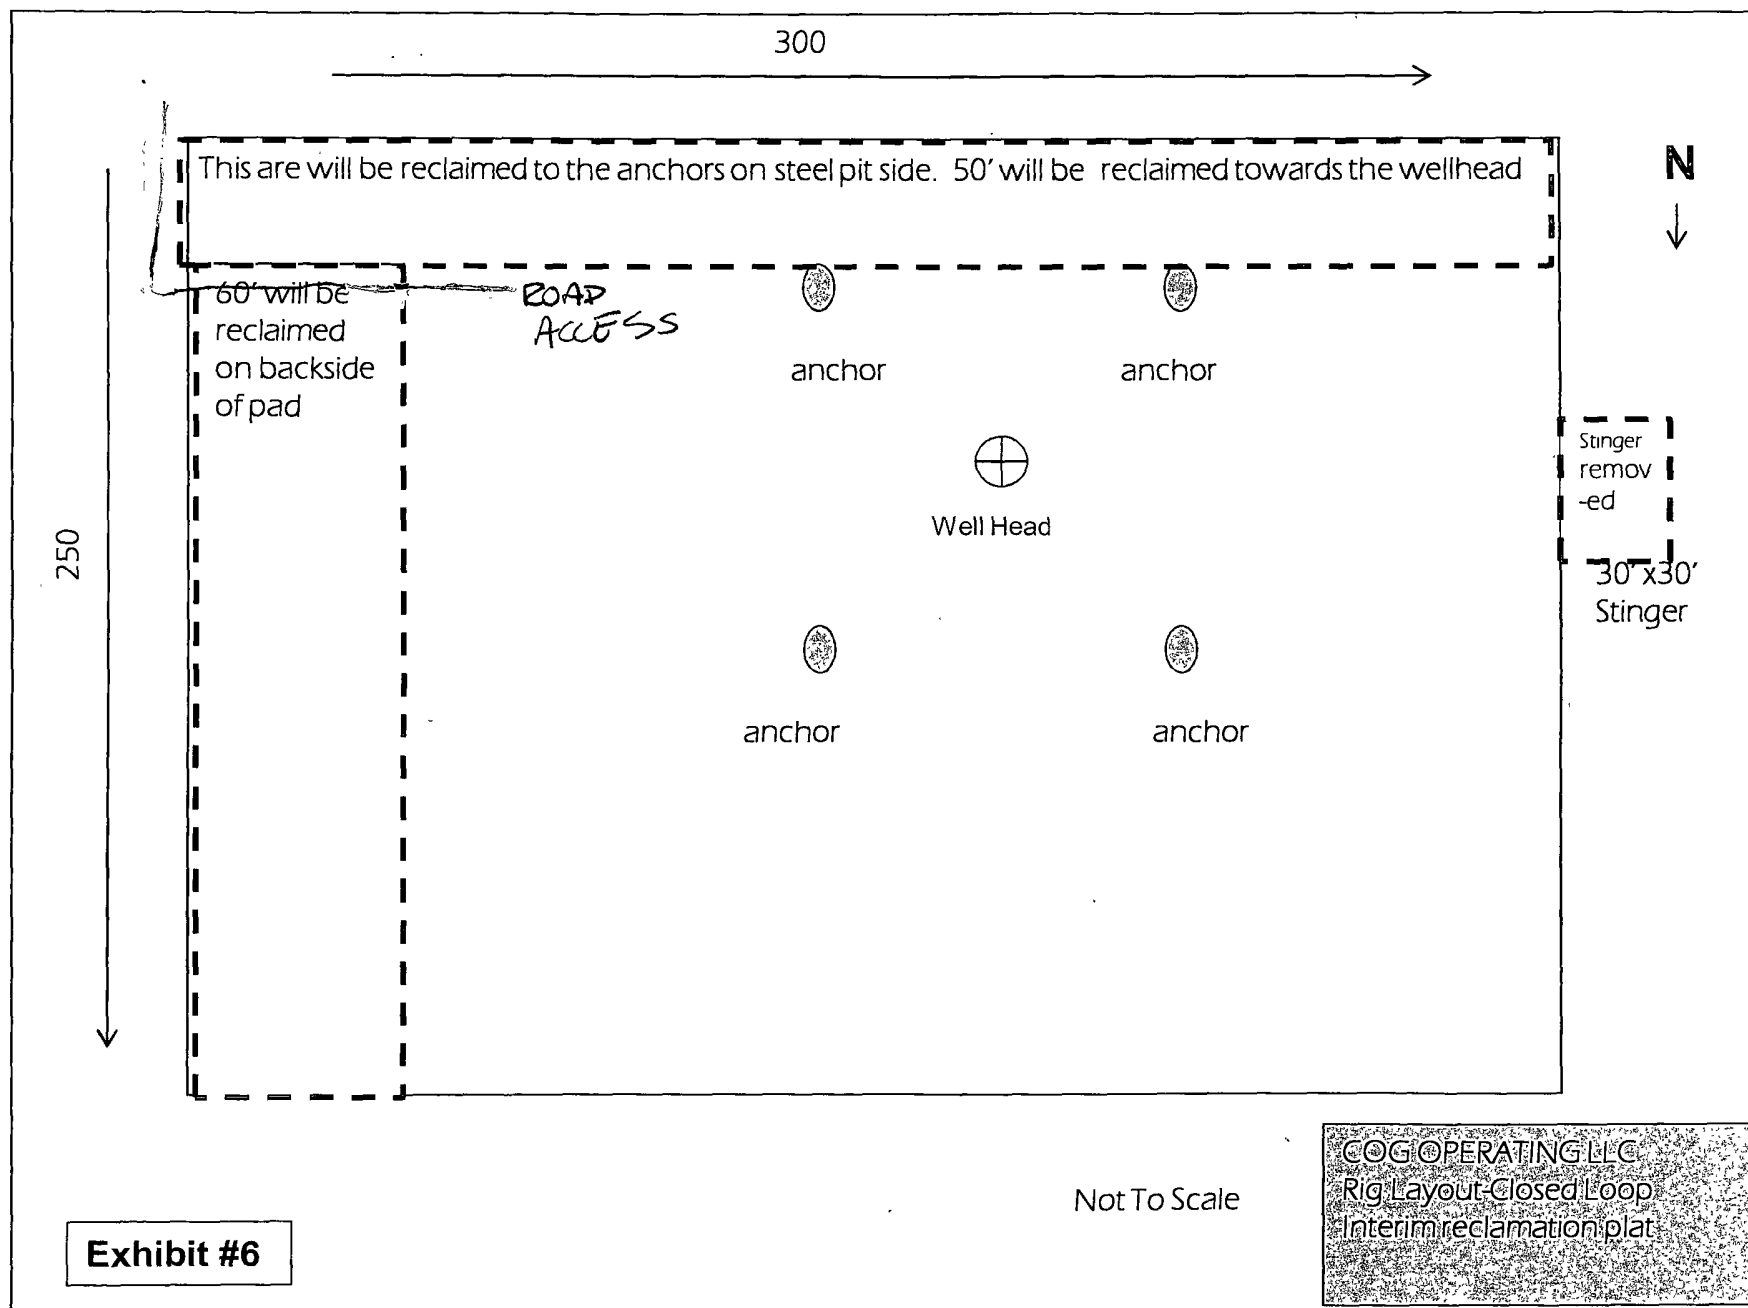 300
This are will be reclaimed to the anchors on steel pit side. 50' will be reclaimed towards the wellhead
N
60' will be
reclaimed
on backside
of pad
ROAD
ACCESS
anchor
anchor
Stinger
remov
-ed
Well Head
250
30' x30'
Stinger
anchor
anchor
Not To Scale
COG OPERATING LLC
Rig Layout-Closed Loop
Interim reclamation plat
Exhibit #6